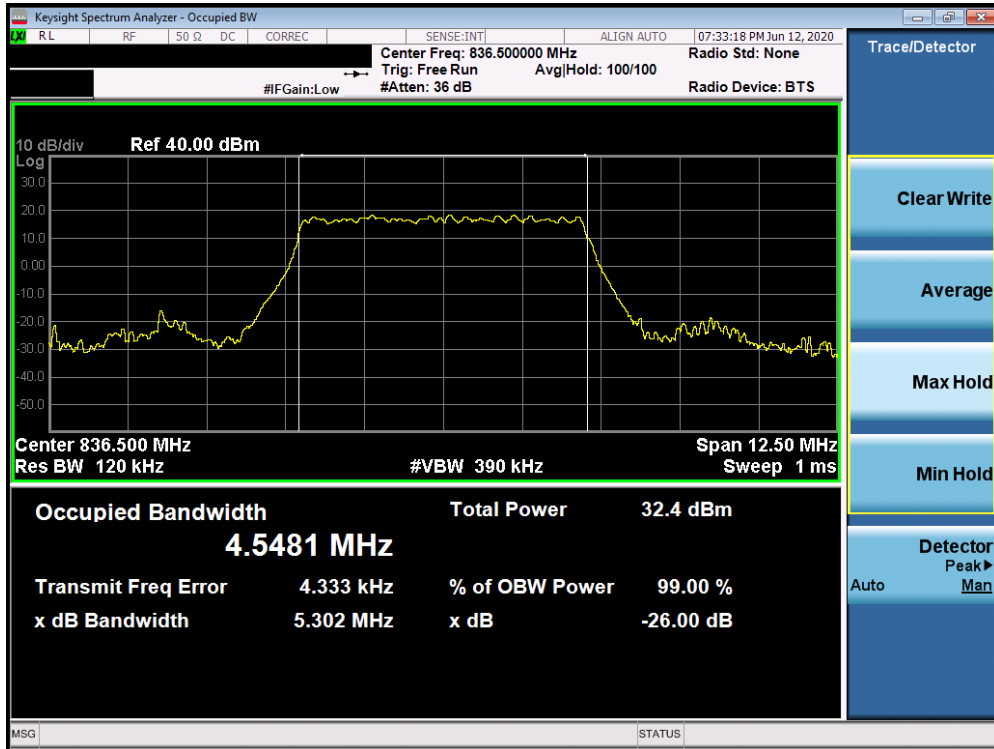 Keysight Spectrum Analyzer - Occupied BW
LXI RL RF 50 Ω DC CORREC SENSE:INT ALIGN AUTO 07:33:18 PM Jun 12, 2020
Center Freq: 836.500000 MHz Radio Std: None
Trig: Free Run Avg|Hold: 100/100
#IFGain:Low #Atten: 36 dB Radio Device: BTS
Trace/Detector
10 dB/div Ref 40.00 dBm
Log
30.0
20.0
10.0
0.00
-10.0
-20.0
-30.0
-40.0
-50.0
Center 836.500 MHz Span 12.50 MHz
Res BW 120 kHz #VBW 390 kHz Sweep 1 ms
Occupied Bandwidth Total Power 32.4 dBm
4.5481 MHz
Transmit Freq Error 4.333 kHz % of OBW Power 99.00 %
x dB Bandwidth 5.302 MHz x dB -26.00 dB
Clear Write
Average
Max Hold
Min Hold
Detector
Peak▶
Auto Man
MSG STATUS